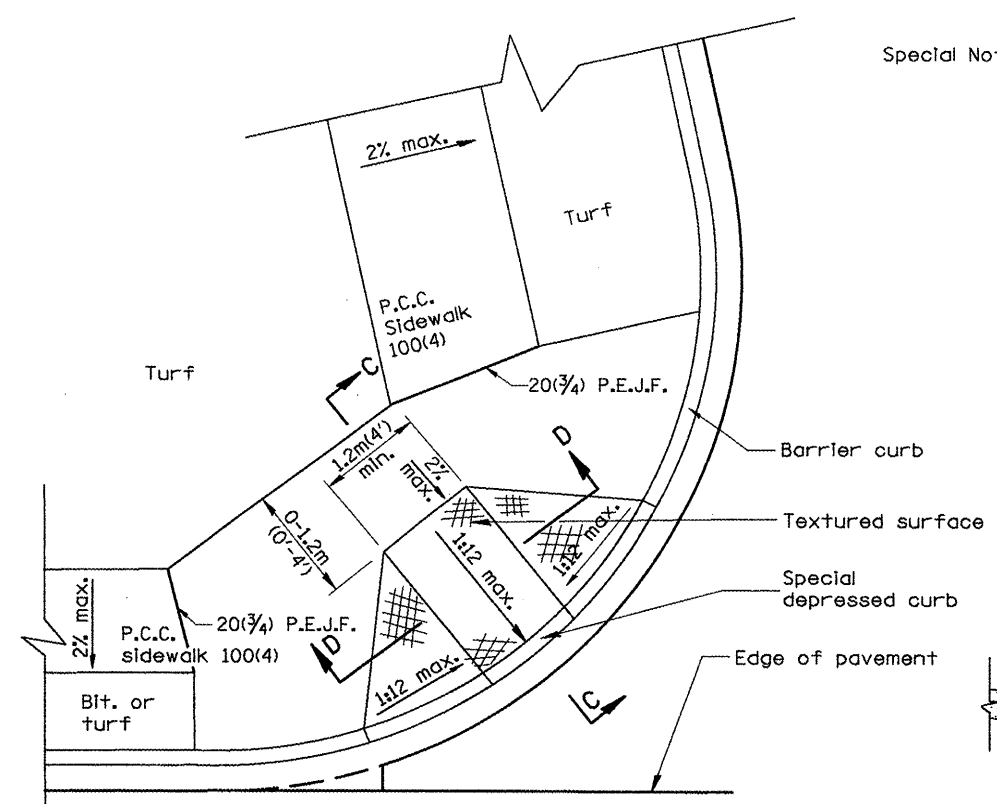 Special Not
2% max.
Turf
P.C.C.
Sidewalk
100(4)
Turf
C
20(3/4) P.E.J.F.
1.2m(4')
min.
2%
max.
D
Barrier curb
0-1.2m
(0'-4')
Textured surface
1:12 max.
1:12 max.
Special
depressed curb
2% max.
P.C.C.
sidewalk 100(4)
20(3/4) P.E.J.F.
D
1:12 max.
Edge of pavement
C
Bit. or
turf